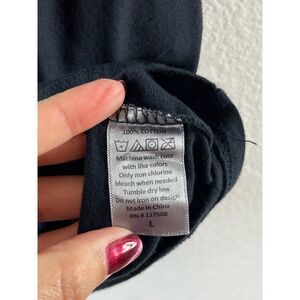 100% COTTON
Machine wash cold
with like colors
Only non chlorine
Bleach when needed
Tumble dry low
Do not iron on design
Made in China
RN # 117508
L